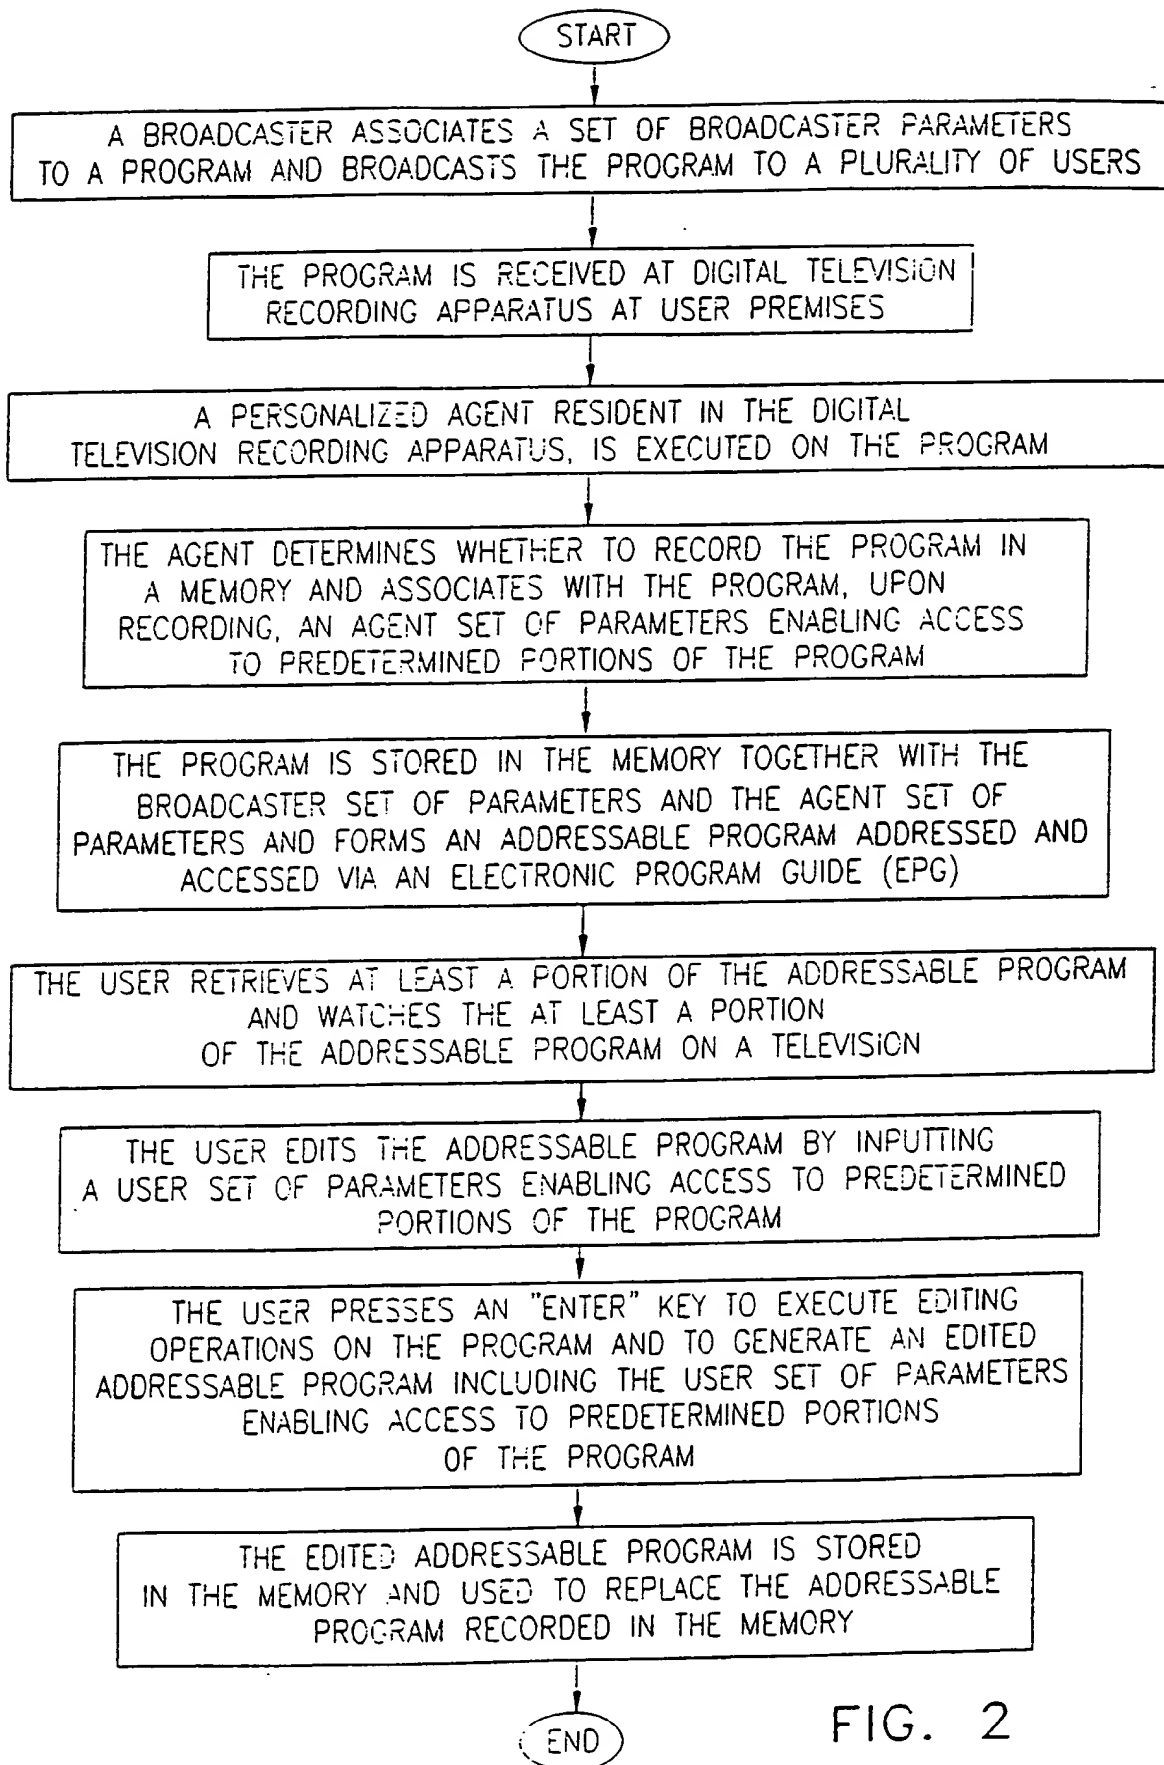 START
A BROADCASTER ASSOCIATES A SET OF BROADCASTER PARAMETERS
TO A PROGRAM AND BROADCASTS THE PROGRAM TO A PLURALITY OF USERS
THE PROGRAM IS RECEIVED AT DIGITAL TELEVISION
RECORDING APPARATUS AT USER PREMISES
A PERSONALIZED AGENT RESIDENT IN THE DIGITAL
TELEVISION RECORDING APPARATUS, IS EXECUTED ON THE PROGRAM
THE AGENT DETERMINES WHETHER TO RECORD THE PROGRAM IN
A MEMORY AND ASSOCIATES WITH THE PROGRAM, UPON
RECORDING, AN AGENT SET OF PARAMETERS ENABLING ACCESS
TO PREDETERMINED PORTIONS OF THE PROGRAM
THE PROGRAM IS STORED IN THE MEMORY TOGETHER WITH THE
BROADCASTER SET OF PARAMETERS AND THE AGENT SET OF
PARAMETERS AND FORMS AN ADDRESSABLE PROGRAM ADDRESSED AND
ACCESSED VIA AN ELECTRONIC PROGRAM GUIDE (EPG)
THE USER RETRIEVES AT LEAST A PORTION OF THE ADDRESSABLE PROGRAM
AND WATCHES THE AT LEAST A PORTION
OF THE ADDRESSABLE PROGRAM ON A TELEVISION
THE USER EDITS THE ADDRESSABLE PROGRAM BY INPUTTING
A USER SET OF PARAMETERS ENABLING ACCESS TO PREDETERMINED
PORTIONS OF THE PROGRAM
THE USER PRESSES AN "ENTER" KEY TO EXECUTE EDITING
OPERATIONS ON THE PROGRAM AND TO GENERATE AN EDITED
ADDRESSABLE PROGRAM INCLUDING THE USER SET OF PARAMETERS
ENABLING ACCESS TO PREDETERMINED PORTIONS
OF THE PROGRAM
THE EDITED ADDRESSABLE PROGRAM IS STORED
IN THE MEMORY AND USED TO REPLACE THE ADDRESSABLE
PROGRAM RECORDED IN THE MEMORY
END
FIG. 2